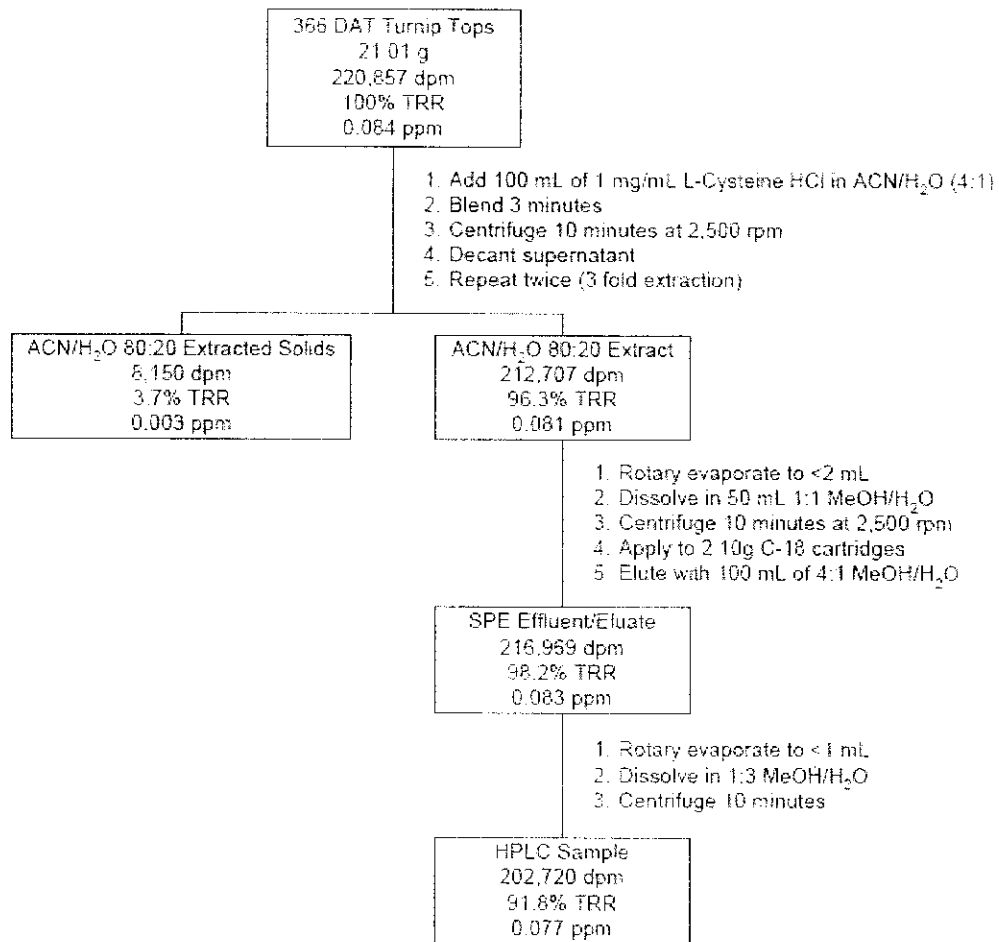 366 DAT Turnip Tops
21.01 g
220,857 dpm
100% TRR
0.084 ppm
1. Add 100 mL of 1 mg/mL L-Cysteine HCl in ACN/H₂O (4:1)
2. Blend 3 minutes
3. Centrifuge 10 minutes at 2,500 rpm
4. Decant supernatant
5. Repeat twice (3 fold extraction)
ACN/H₂O 80:20 Extracted Solids
8,150 dpm
3.7% TRR
0.003 ppm
ACN/H₂O 80:20 Extract
212,707 dpm
96.3% TRR
0.081 ppm
1. Rotary evaporate to <2 mL
2. Dissolve in 50 mL 1:1 MeOH/H₂O
3. Centrifuge 10 minutes at 2,500 rpm
4. Apply to 2 10g C-18 cartridges
5. Elute with 100 mL of 4:1 MeOH/H₂O
SPE Effluent/Eluate
216,969 dpm
98.2% TRR
0.083 ppm
1. Rotary evaporate to <1 mL
2. Dissolve in 1:3 MeOH/H₂O
3. Centrifuge 10 minutes
HPLC Sample
202,720 dpm
91.8% TRR
0.077 ppm